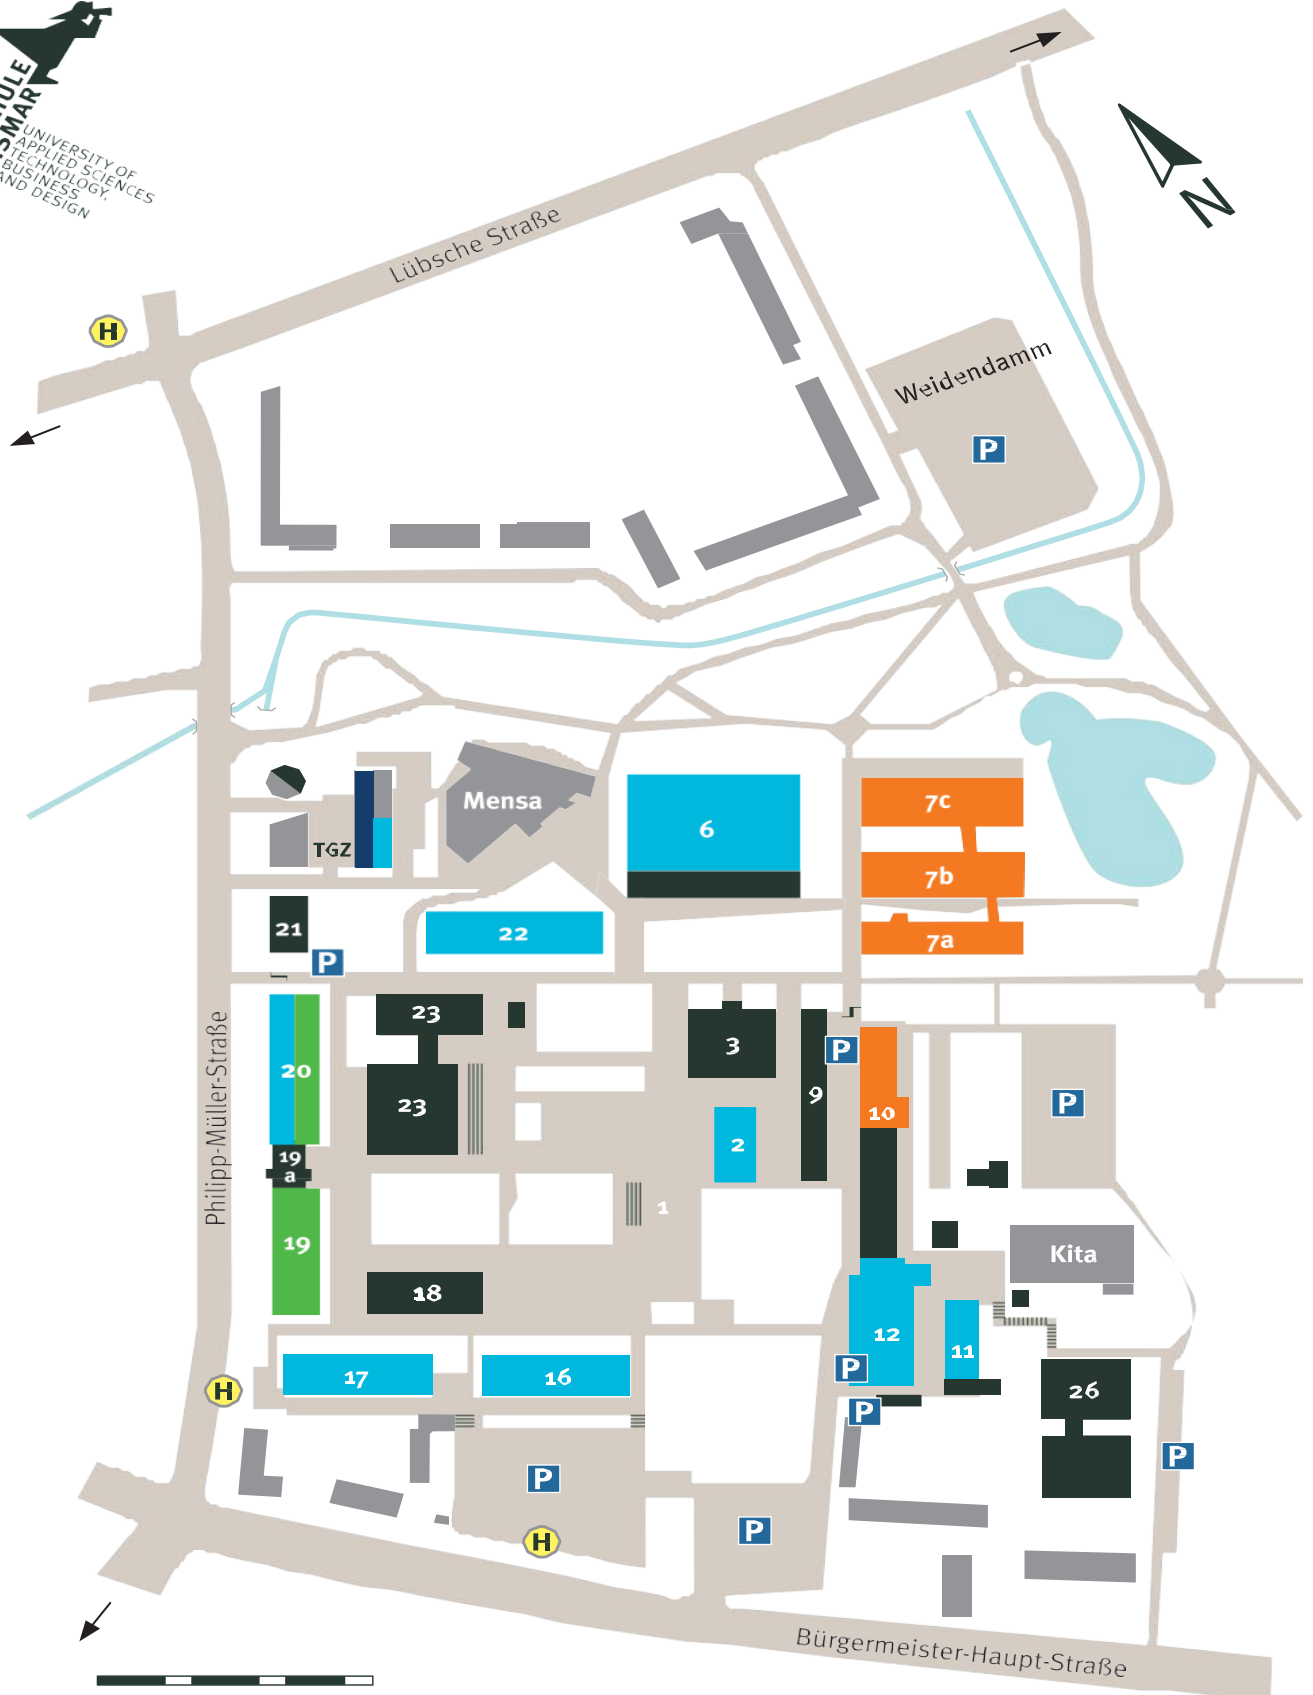 ULE
SMAR
UNIVERSITY OF
APPLIED SCIENCES
TECHNOLOGY,
BUSINESS
AND DESIGN
N
Lübsche Straße
H
Weidendamm
P
Mensa
TGZ
6
7c
7b
7a
21
P
22
Philipp-Müller-Straße
20
23
23
3
9
P
10
P
2
19
a
1
19
18
Kita
12
11
P
P
26
17
16
H
P
P
H
P
Bürgermeister-Haupt-Straße